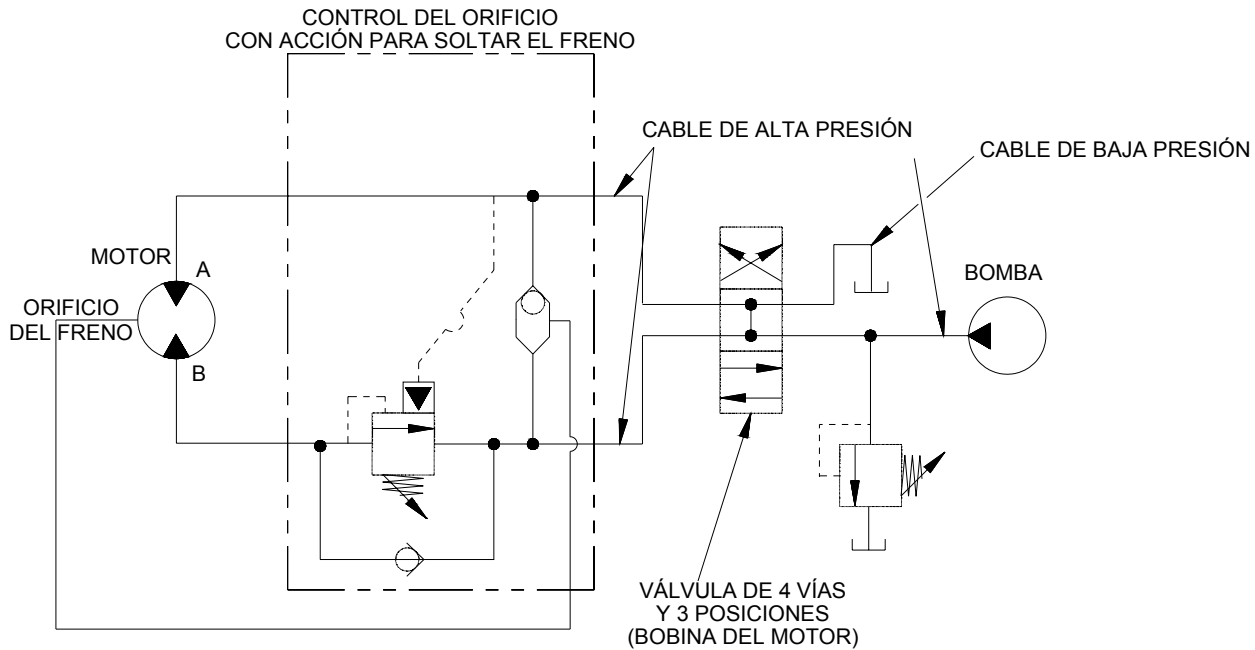 CONTROL DEL ORIFICIO
CON ACCIÓN PARA SOLTAR EL FRENO
CABLE DE ALTA PRESIÓN
CABLE DE BAJA PRESIÓN
MOTOR
A
BOMBA
ORIFICIO
DEL FRENO
B
VÁLVULA DE 4 VÍAS
Y 3 POSICIONES
(BOBINA DEL MOTOR)